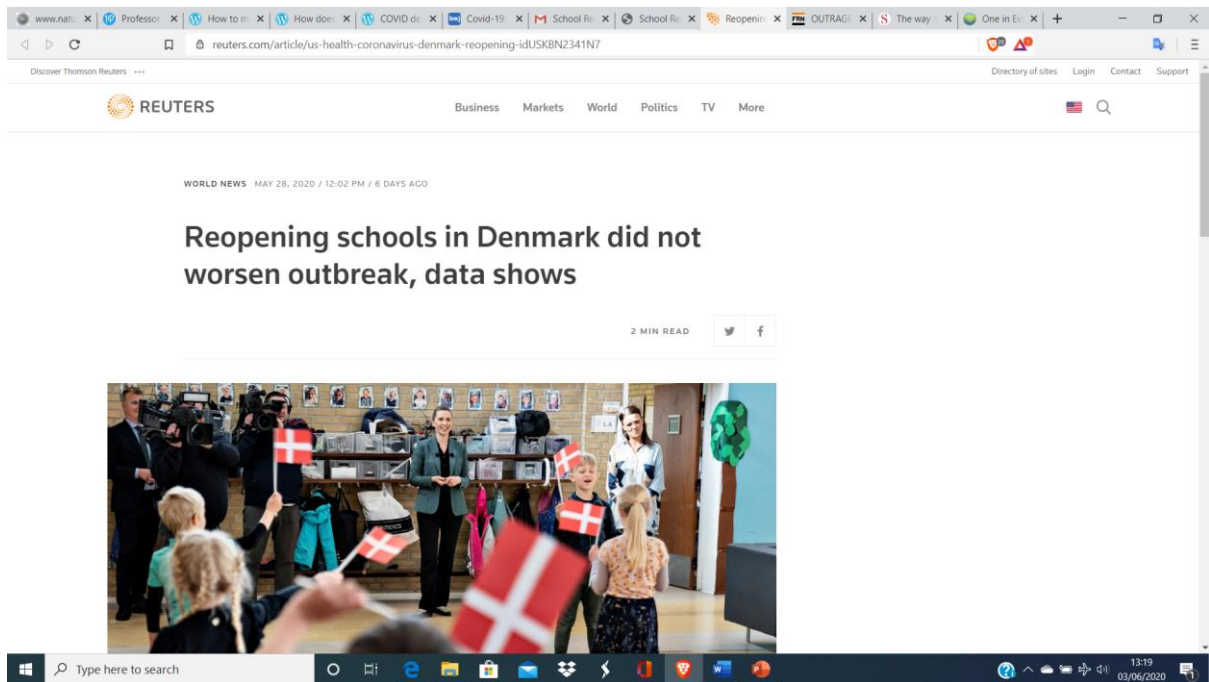 www.natu
Professor
How to m
How does
COVID de
Covid-19:
School Re
School Re
Reopenin
OUTRAGE
The way
One in Ev
reuters.com/article/us-health-coronavirus-denmark-reopening-idUSKBN2341N7
Discover Thomson Reuters •••
Directory of sites Login Contact Support
REUTERS
Business Markets World Politics TV More
WORLD NEWS MAY 28, 2020 / 12:02 PM / 6 DAYS AGO
Reopening schools in Denmark did not
worsen outbreak, data shows
2 MIN READ
LA
Type here to search
13:19
03/06/2020